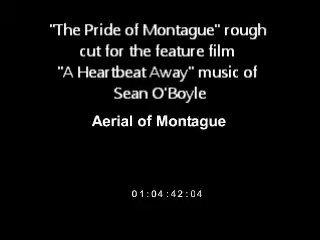 "The Pride of Montague" rough
cut for the feature film
"A Heartbeat Away" music of
Sean O'Boyle
Aerial of Montague
01:04:42:04